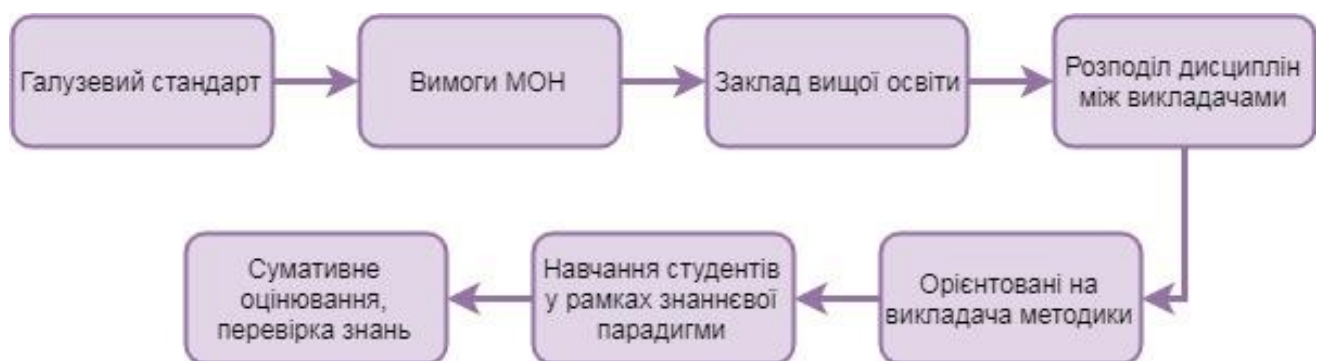 Галузевий стандарт
Вимоги МОН
Заклад вищої освіти
Розподіл дисциплін
між викладачами
Орієнтовані на
викладача методики
Навчання студентів
у рамках знаннєвої
парадигми
Сумативне
оцінювання,
перевірка знань